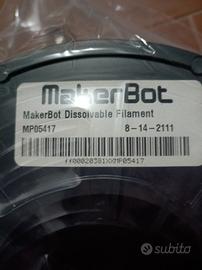 MakerBot
MakerBot Dissolvable Filament
MP05417 8-14-2111
subito